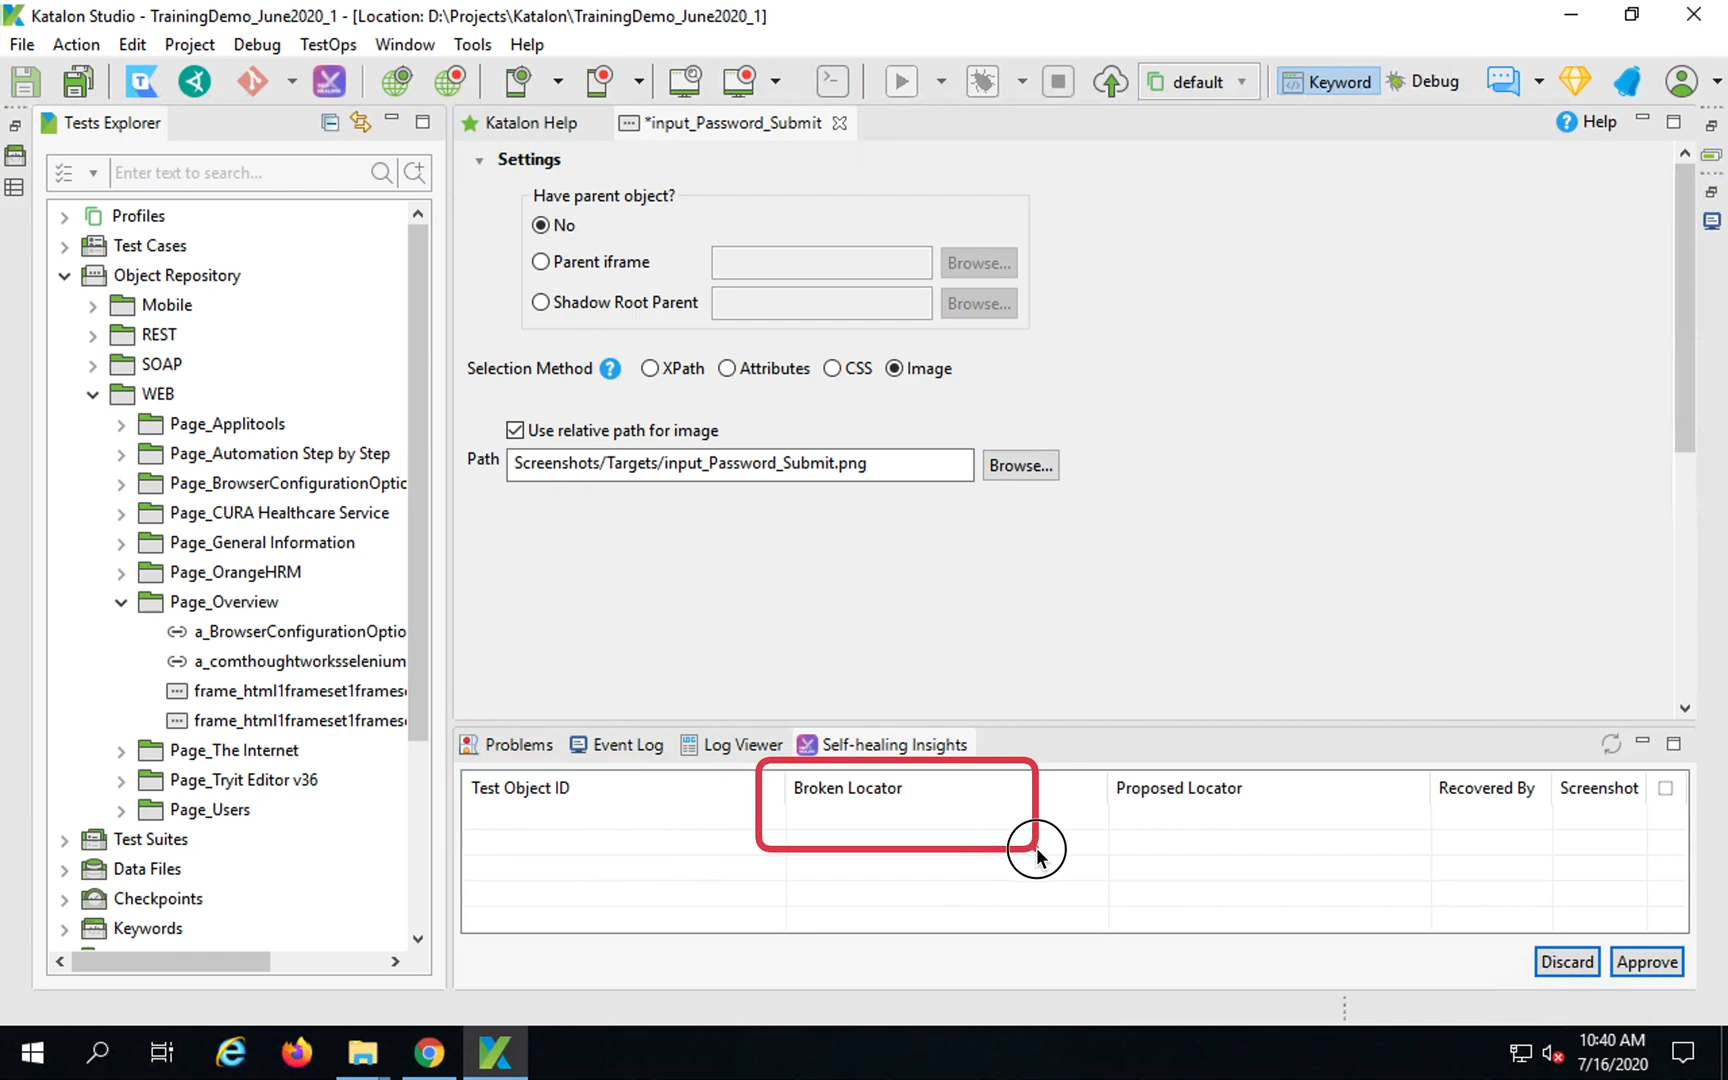 Katalon Studio - TrainingDemo_June2020_1 - [Location: D:\Projects\Katalon\TrainingDemo_June2020_1]
File Action Edit Project Debug TestOps Window Tools Help
default Keyword Debug
Tests Explorer
Enter text to search...
Profiles
Test Cases
Object Repository
Mobile
REST
SOAP
WEB
Page_Applitools
Page_Automation Step by Step
Page_BrowserConfigurationOptio
Page_CURA Healthcare Service
Page_General Information
Page_OrangeHRM
Page_Overview
a_BrowserConfigurationOptio
a_comthoughtworksselenium
frame_html1frameset1framese
frame_html1frameset1frames
Page_The Internet
Page_Tryit Editor v36
Page_Users
Test Suites
Data Files
Checkpoints
Keywords
Katalon Help *input_Password_Submit Help
Settings
Have parent object?
No
Parent iframe Browse...
Shadow Root Parent Browse...
Selection Method ? XPath Attributes CSS Image
Use relative path for image
Path Screenshots/Targets/input_Password_Submit.png Browse...
Problems Event Log Log Viewer Self-healing Insights
Test Object ID Broken Locator Proposed Locator Recovered By Screenshot
Discard Approve
10:40 AM
7/16/2020